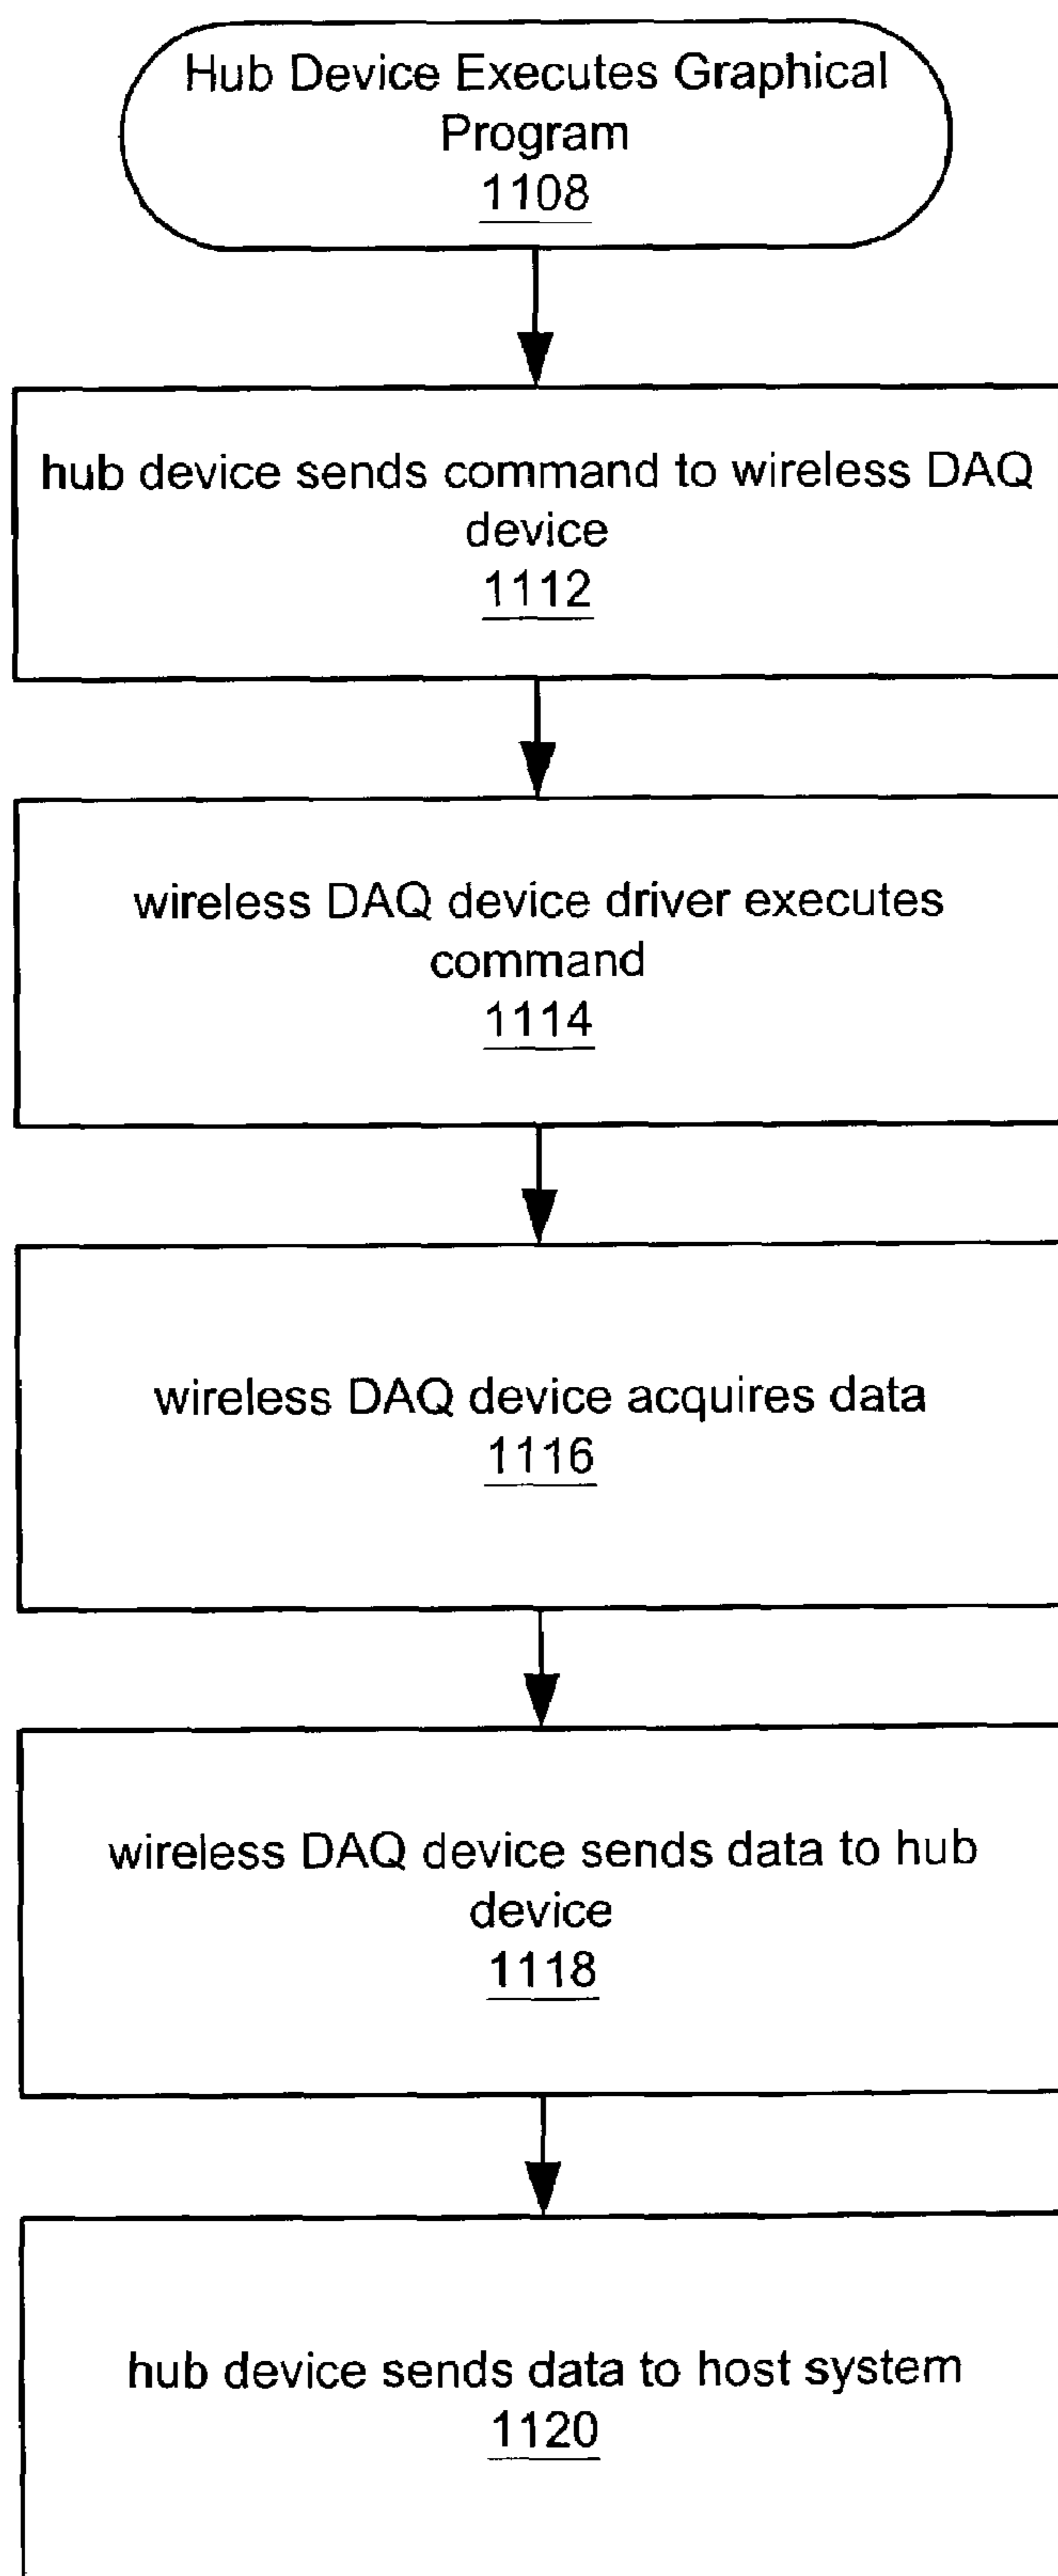 Hub Device Executes Graphical
Program
1108
hub device sends command to wireless DAQ
device
1112
wireless DAQ device driver executes
command
1114
wireless DAQ device acquires data
1116
wireless DAQ device sends data to hub
device
1118
hub device sends data to host system
1120